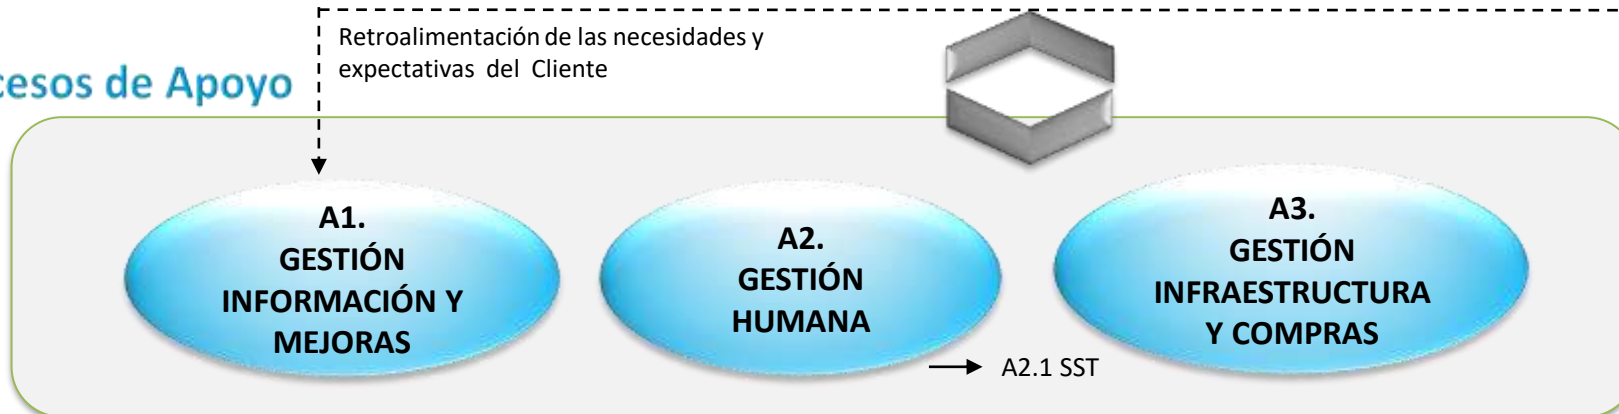 Retroalimentación de las necesidades y
expectativas del Cliente
cesos de Apoyo
A1.
GESTIÓN
INFORMACIÓN Y
MEJORAS
A2.
GESTIÓN
HUMANA
A2.1 SST
A3.
GESTIÓN
INFRAESTRUCTURA
Y COMPRAS